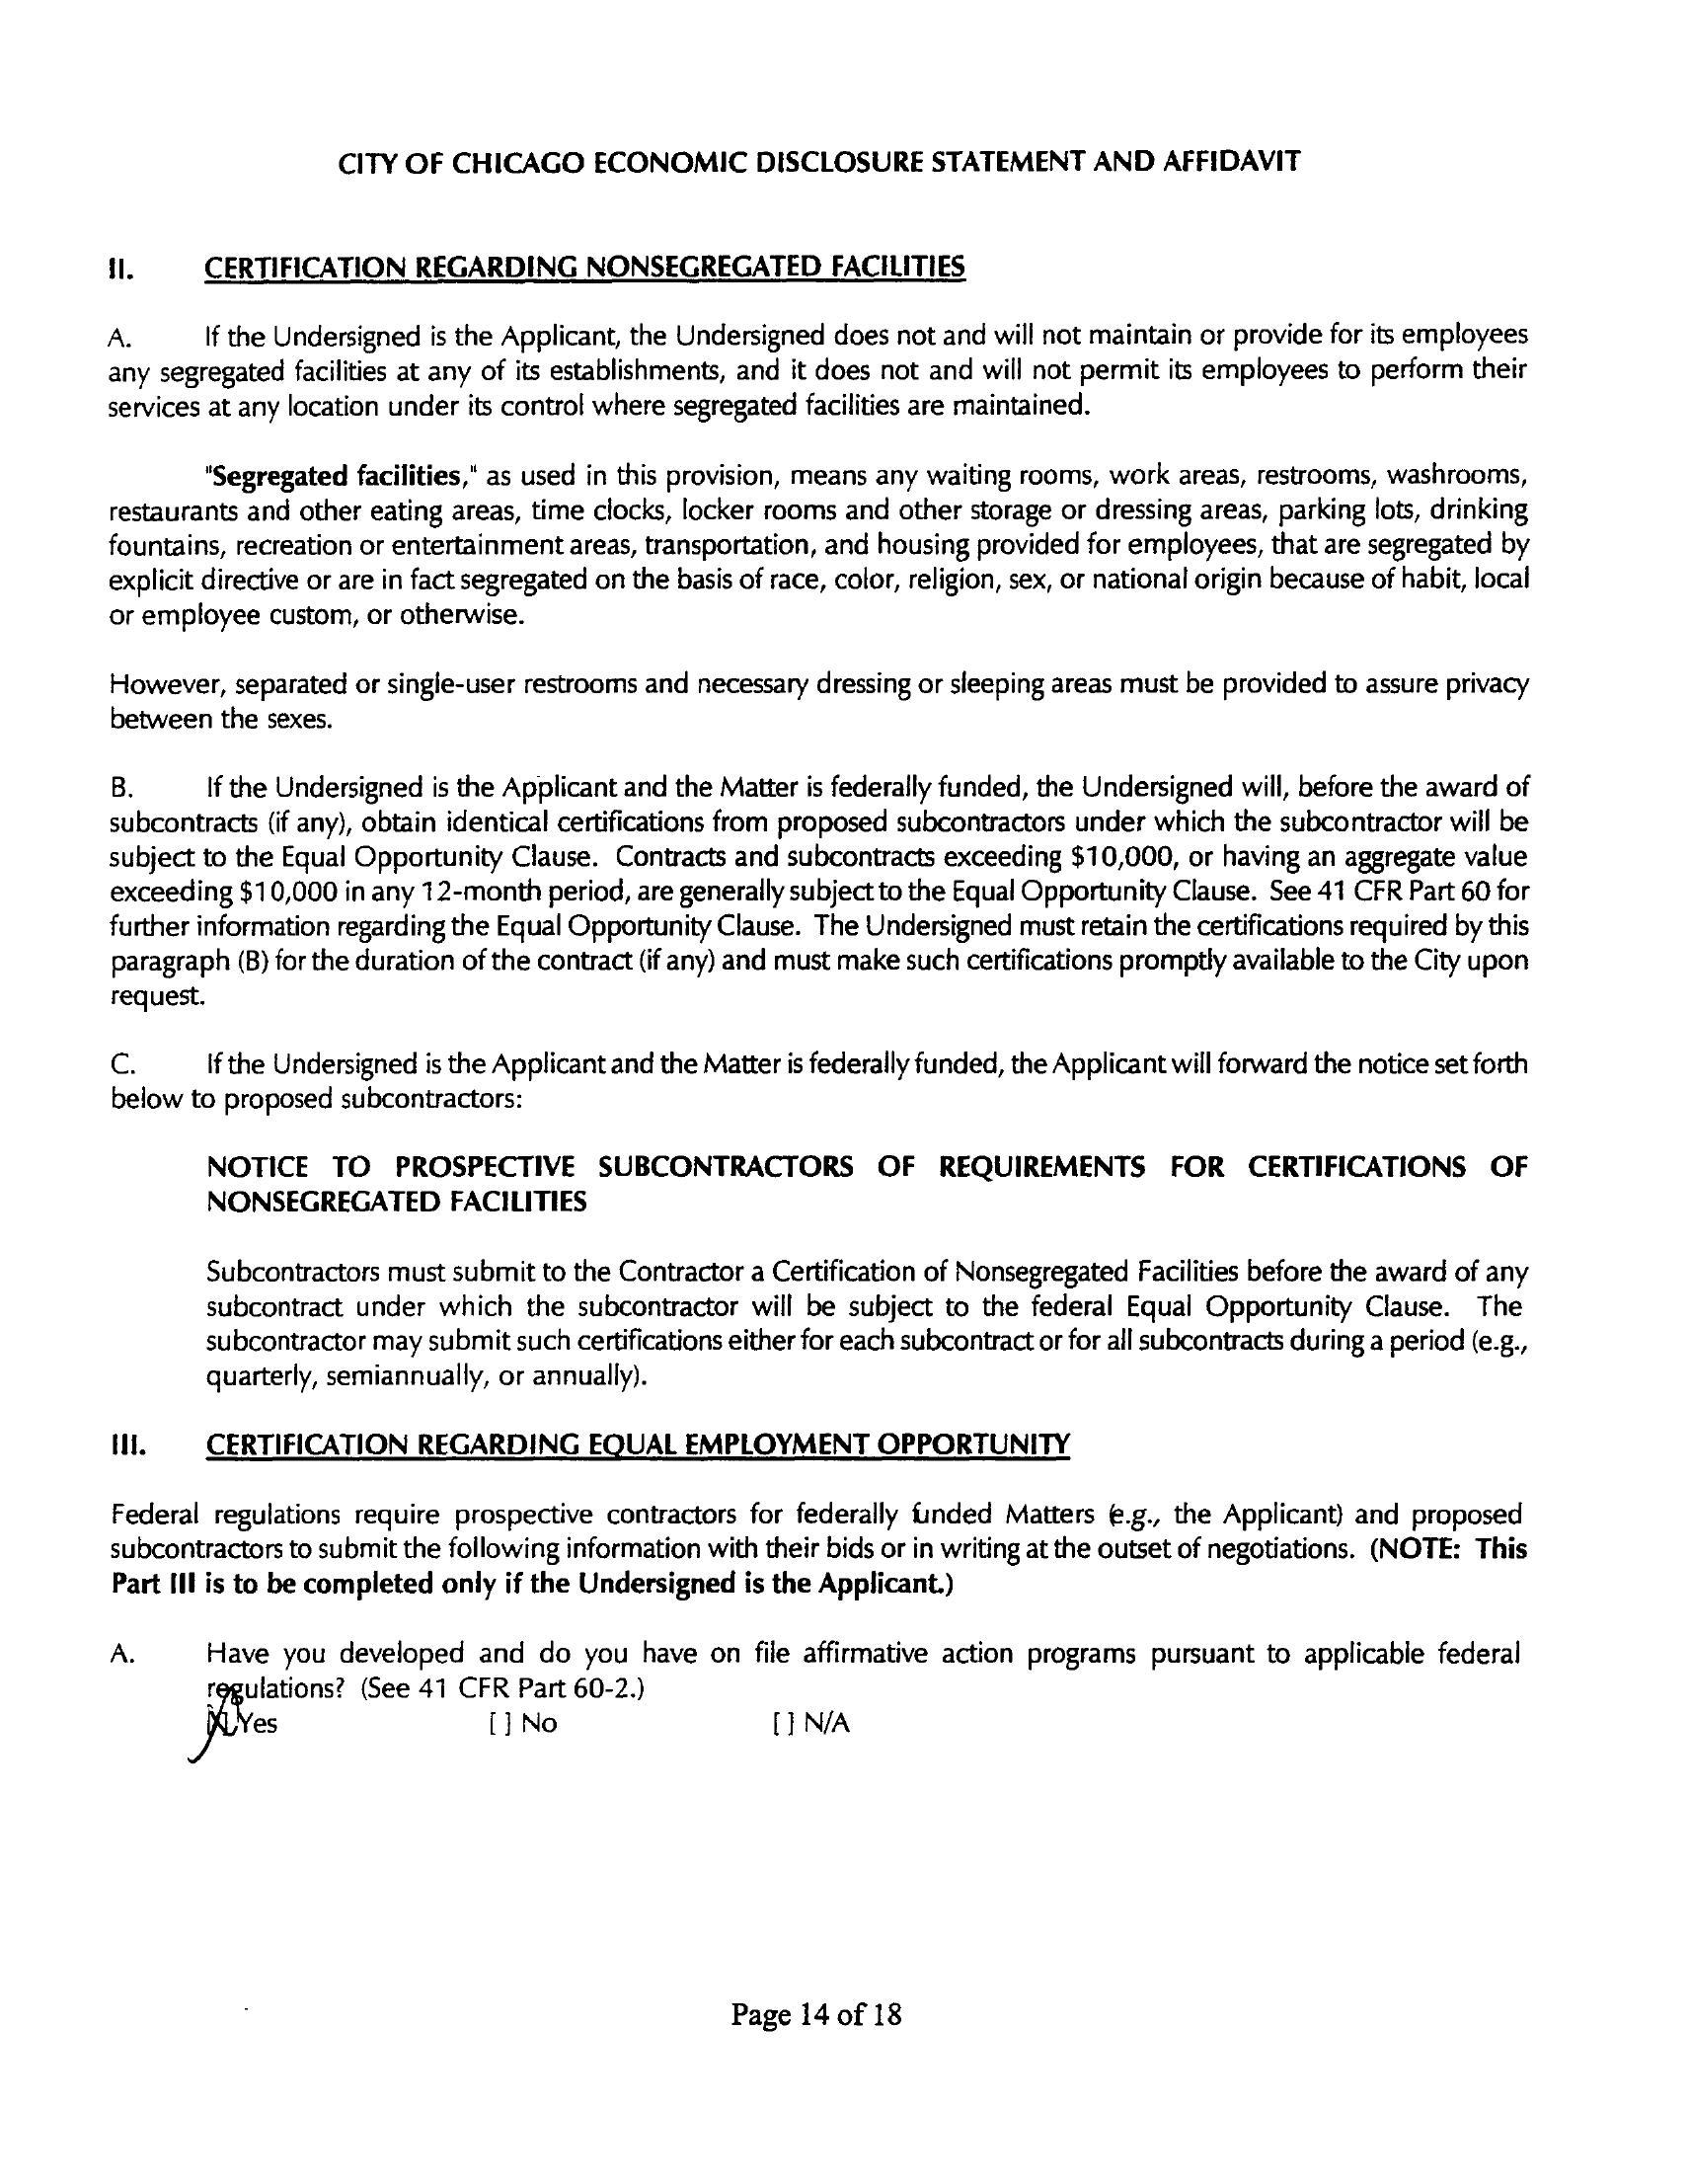 CITY OF CHICAGO ECONOMIC DISCLOSURE STATEMENT AND AFFIDAVIT
II. CERTIFICATION REGARDING NONSEGREGATED FACILITIES
A. If the Undersigned is the Applicant, the Undersigned does not and will not maintain or provide for its employees
any segregated facilities at any of its establishments, and it does not and will not permit its employees to perform their
services at any location under its control where segregated facilities are maintained.
"Segregated facilities," as used in this provision, means any waiting rooms, work areas, restrooms, washrooms,
restaurants and other eating areas, time clocks, locker rooms and other storage or dressing areas, parking lots, drinking
fountains, recreation or entertainment areas, transportation, and housing provided for employees, that are segregated by
explicit directive or are in fact segregated on the basis of race, color, religion, sex, or national origin because of habit, local
or employee custom, or otherwise.
However, separated or single-user restrooms and necessary dressing or sleeping areas must be provided to assure privacy
between the sexes.
B. If the Undersigned is the Applicant and the Matter is federally funded, the Undersigned will, before the award of
subcontracts (if any), obtain identical certifications from proposed subcontractors under which the subcontractor will be
subject to the Equal Opportunity Clause. Contracts and subcontracts exceeding $10,000, or having an aggregate value
exceeding $10,000 in any 12-month period, are generally subject to the Equal Opportunity Clause. See 41 CFR Part 60 for
further information regarding the Equal Opportunity Clause. The Undersigned must retain the certifications required by this
paragraph (B) for the duration of the contract (if any) and must make such certifications promptly available to the City upon
request.
C. If the Undersigned is the Applicant and the Matter is federally funded, the Applicant will forward the notice set forth
below to proposed subcontractors:
NOTICE TO PROSPECTIVE SUBCONTRACTORS OF REQUIREMENTS FOR CERTIFICATIONS OF
NONSEGREGATED FACILITIES
Subcontractors must submit to the Contractor a Certification of Nonsegregated Facilities before the award of any
subcontract under which the subcontractor will be subject to the federal Equal Opportunity Clause. The
subcontractor may submit such certifications either for each subcontract or for all subcontracts during a period (e.g.,
quarterly, semiannually, or annually).
III. CERTIFICATION REGARDING EQUAL EMPLOYMENT OPPORTUNITY
Federal regulations require prospective contractors for federally funded Matters (e.g., the Applicant) and proposed
subcontractors to submit the following information with their bids or in writing at the outset of negotiations. (NOTE: This
Part III is to be completed only if the Undersigned is the Applicant.)
A. Have you developed and do you have on file affirmative action programs pursuant to applicable federal
regulations? (See 41 CFR Part 60-2.)
[X] Yes [ ] No [ ] N/A
Page 14 of 18